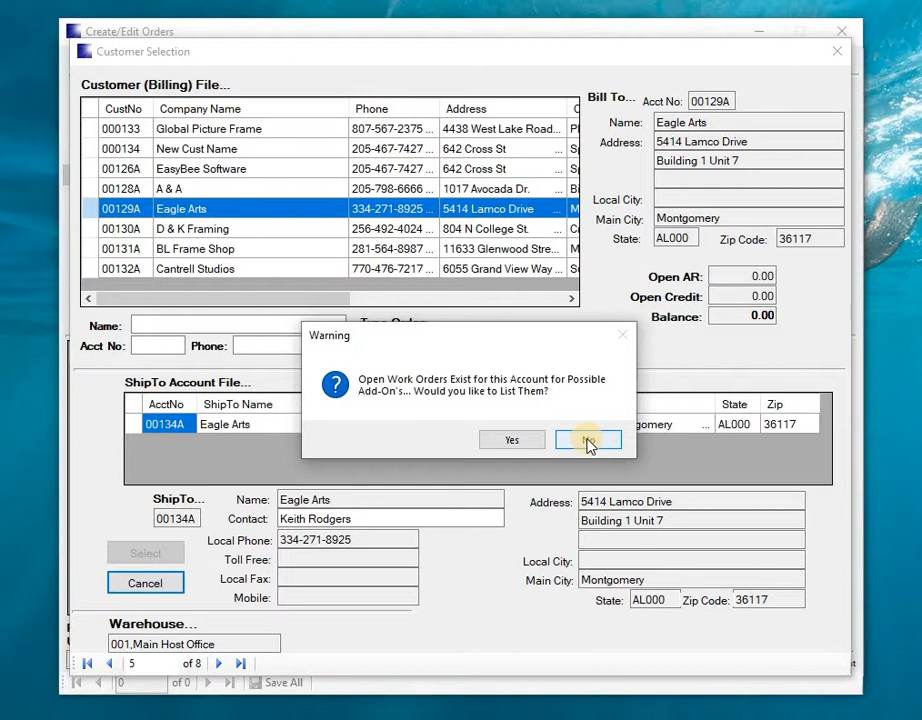 Create/Edit Orders
Customer Selection
Customer (Billing) File...
CustNo Company Name Phone Address
000133 Global Picture Frame 807-567-2375 ... 4438 West Lake Road...
000134 New Cust Name 205-467-7427 ... 642 Cross St ...
00126A EasyBee Software 205-467-7427 ... 642 Cross St ...
00128A A & A 205-798-6666 ... 1017 Avocada Dr. ...
00129A Eagle Arts 334-271-8925 ... 5414 Lamco Drive ...
00130A D & K Framing 256-492-4024 ... 804 N College St. ...
00131A BL Frame Shop 281-564-8987 ... 11633 Glenwood Stre...
00132A Cantrell Studios 770-476-7217 ... 6055 Grand View Way ...
Bill To... Acct No: 00129A
Name: Eagle Arts
Address: 5414 Lamco Drive
Building 1 Unit 7
Local City:
Main City: Montgomery
State: AL000 Zip Code: 36117
Open AR: 0.00
Open Credit: 0.00
Balance: 0.00
Name:
Acct No: Phone:
Warning
Open Work Orders Exist for this Account for Possible
Add-On's... Would you like to List Them?
Yes No
ShipTo Account File...
AcctNo ShipTo Name State Zip
00134A Eagle Arts ... AL000 36117
ShipTo...
00134A
Name: Eagle Arts
Contact: Keith Rodgers
Local Phone: 334-271-8925
Toll Free:
Local Fax:
Mobile:
Address: 5414 Lamco Drive
Building 1 Unit 7
Local City:
Main City: Montgomery
State: AL000 Zip Code: 36117
Select
Cancel
Warehouse...
001,Main Host Office
5 of 8
0 of 0 Save All